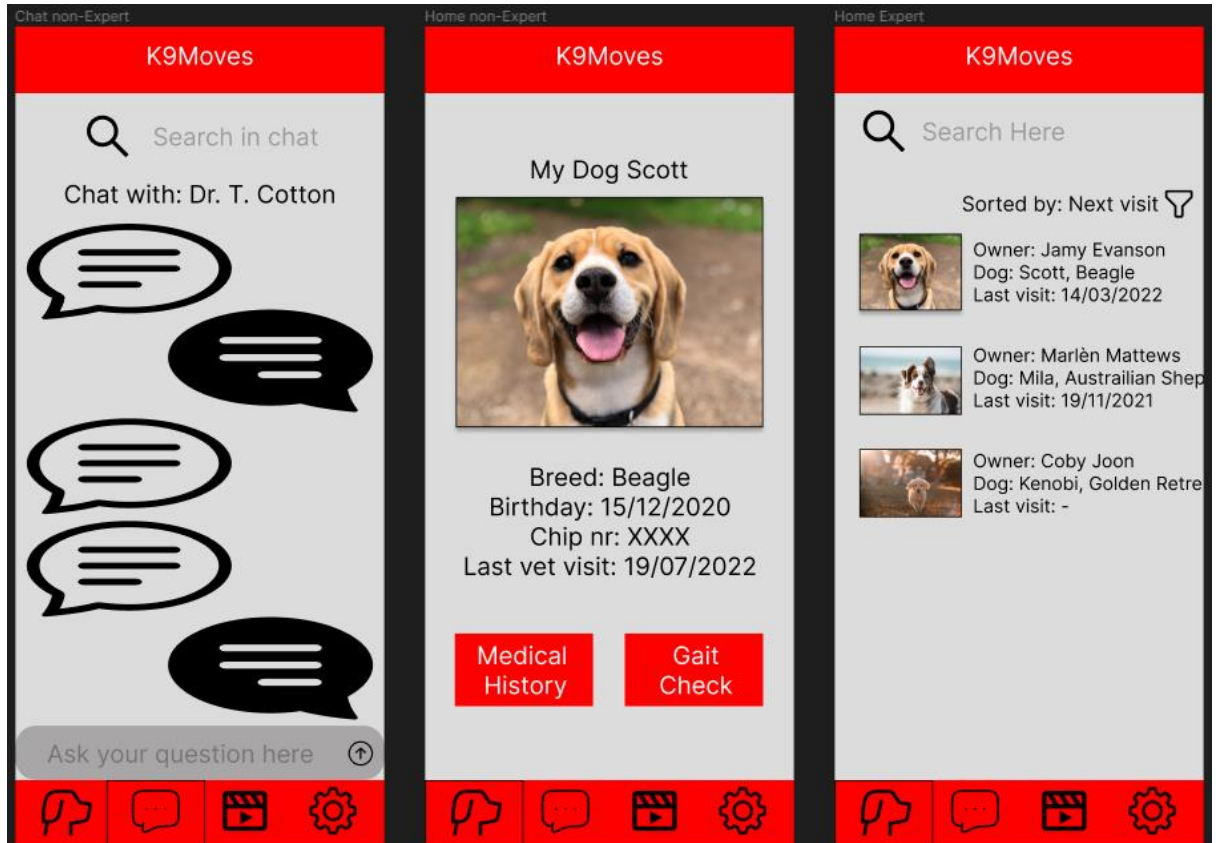 Chat non-Expert
K9Moves
Search in chat
Chat with: Dr. T. Cotton
Ask your question here
Home non-Expert
K9Moves
My Dog Scott
Breed: Beagle
Birthday: 15/12/2020
Chip nr: XXXX
Last vet visit: 19/07/2022
Medical
History
Gait
Check
Home Expert
K9Moves
Search Here
Sorted by: Next visit
Owner: Jamy Evanson
Dog: Scott, Beagle
Last visit: 14/03/2022
Owner: Marlèn Mattews
Dog: Mila, Austrailian Shep
Last visit: 19/11/2021
Owner: Coby Joon
Dog: Kenobi, Golden Retre
Last visit: -